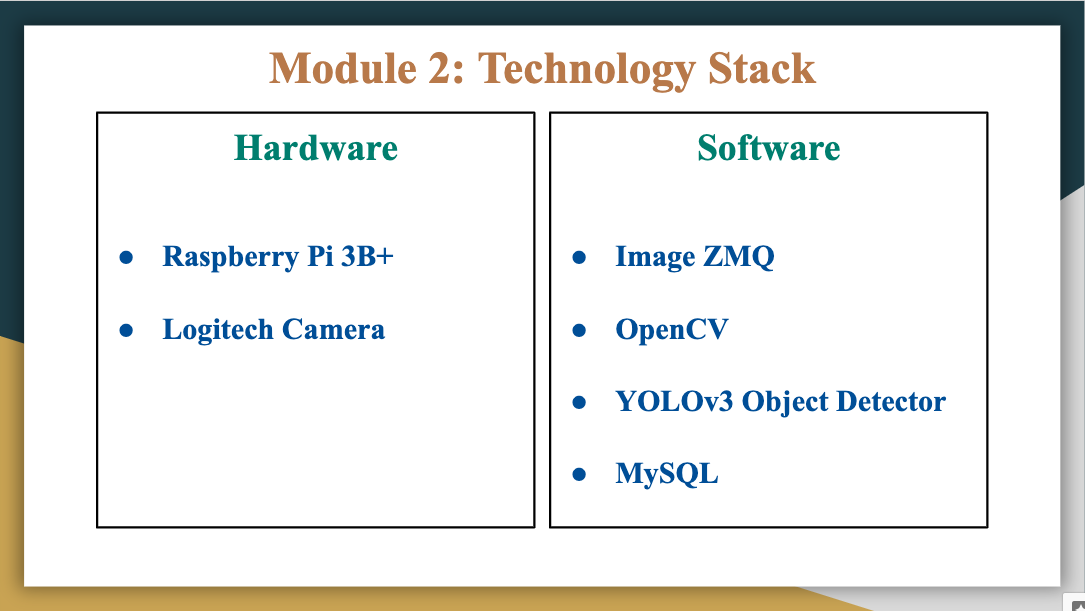 Module 2: Technology Stack
Hardware
● Raspberry Pi 3B+
● Logitech Camera
Software
● Image ZMQ
● OpenCV
● YOLOv3 Object Detector
● MySQL